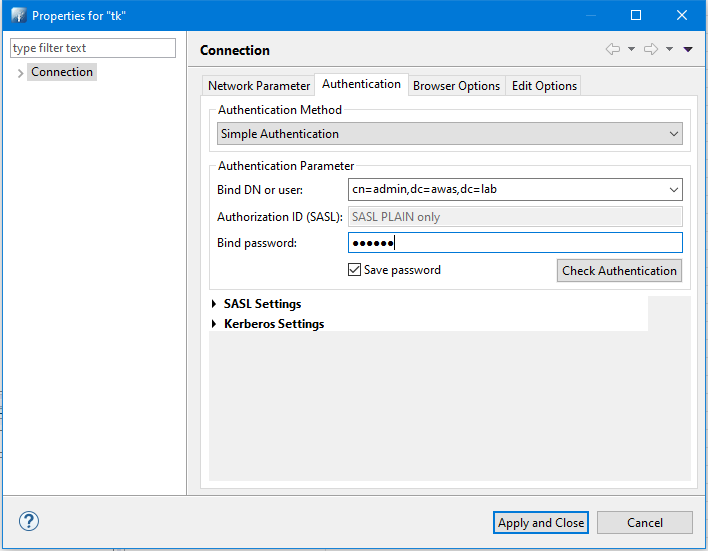 Properties for "tk"
type filter text
Connection
Connection
Network Parameter Authentication Browser Options Edit Options
Authentication Method
Simple Authentication
Authentication Parameter
Bind DN or user: cn=admin,dc=awas,dc=lab
Authorization ID (SASL): SASL PLAIN only
Bind password: ●●●●●●
Save password Check Authentication
SASL Settings
Kerberos Settings
? Apply and Close Cancel